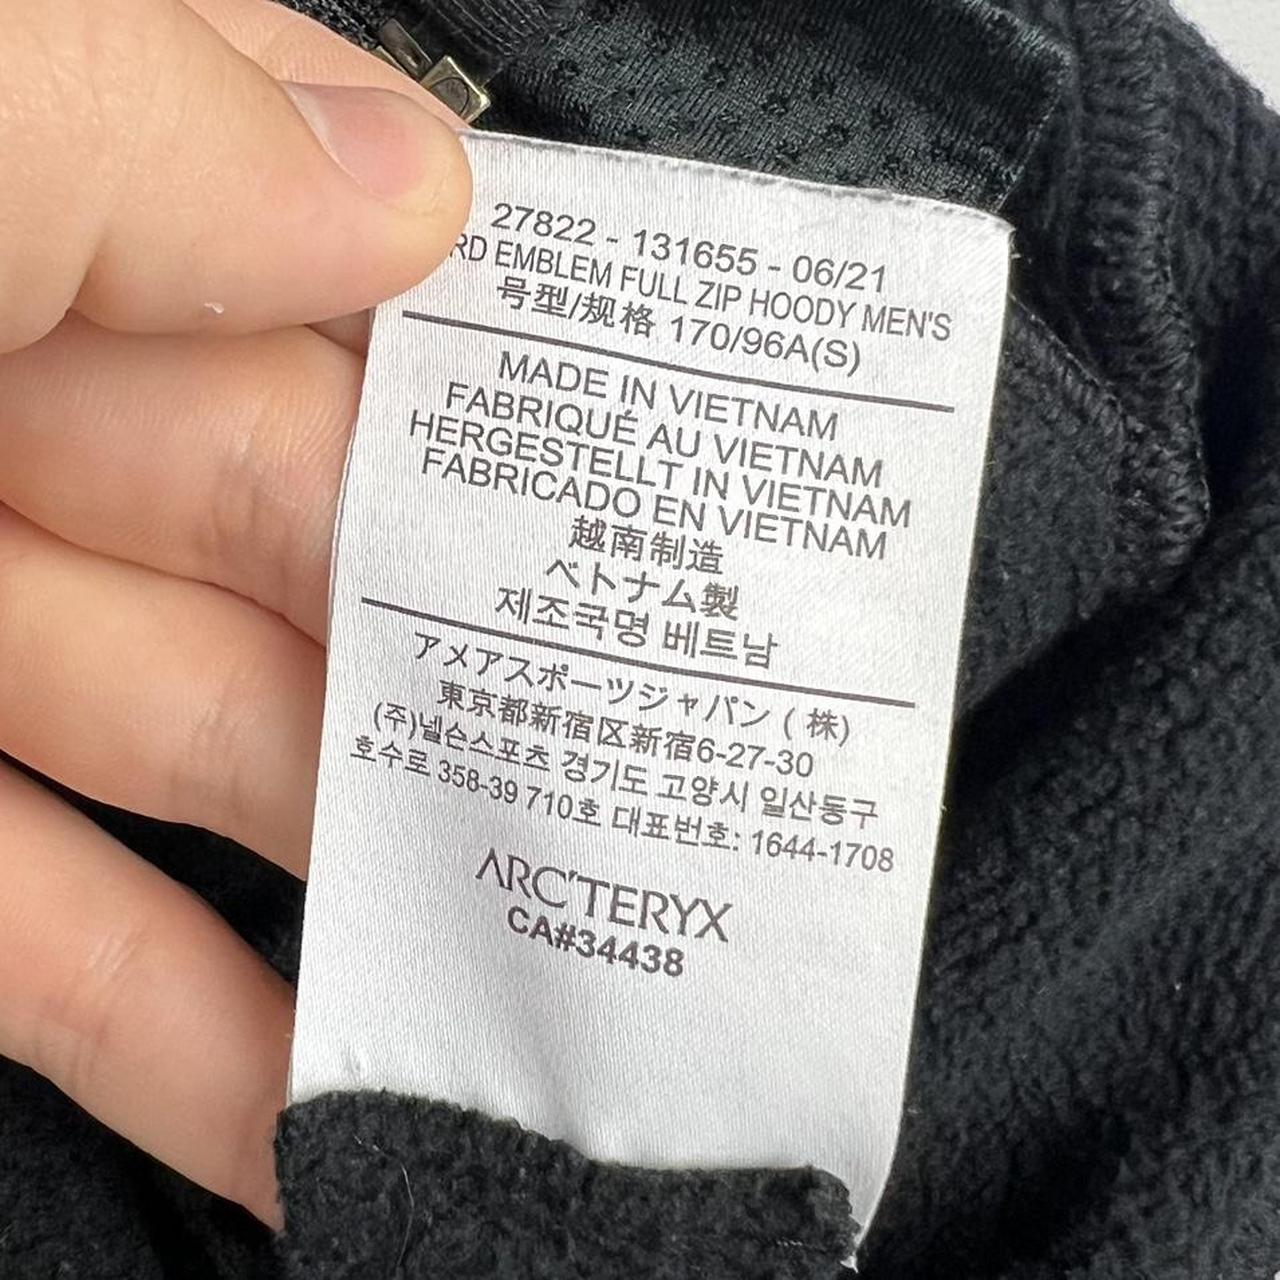 27822 - 131655 - 06/21
RD EMBLEM FULL ZIP HOODY MEN'S
号型/规格 170/96A(S)
MADE IN VIETNAM
FABRIQUÉ AU VIETNAM
HERGESTELLT IN VIETNAM
FABRICADO EN VIETNAM
越南制造
ベトナム製
제조국명 베트남
アメアスポーツジャパン ( 株)
東京都新宿区新宿6-27-30
(주)넬슨스포츠 경기도 고양시 일산동구
호수로 358-39 710호 대표번호: 1644-1708
ARC'TERYX
CA#34438